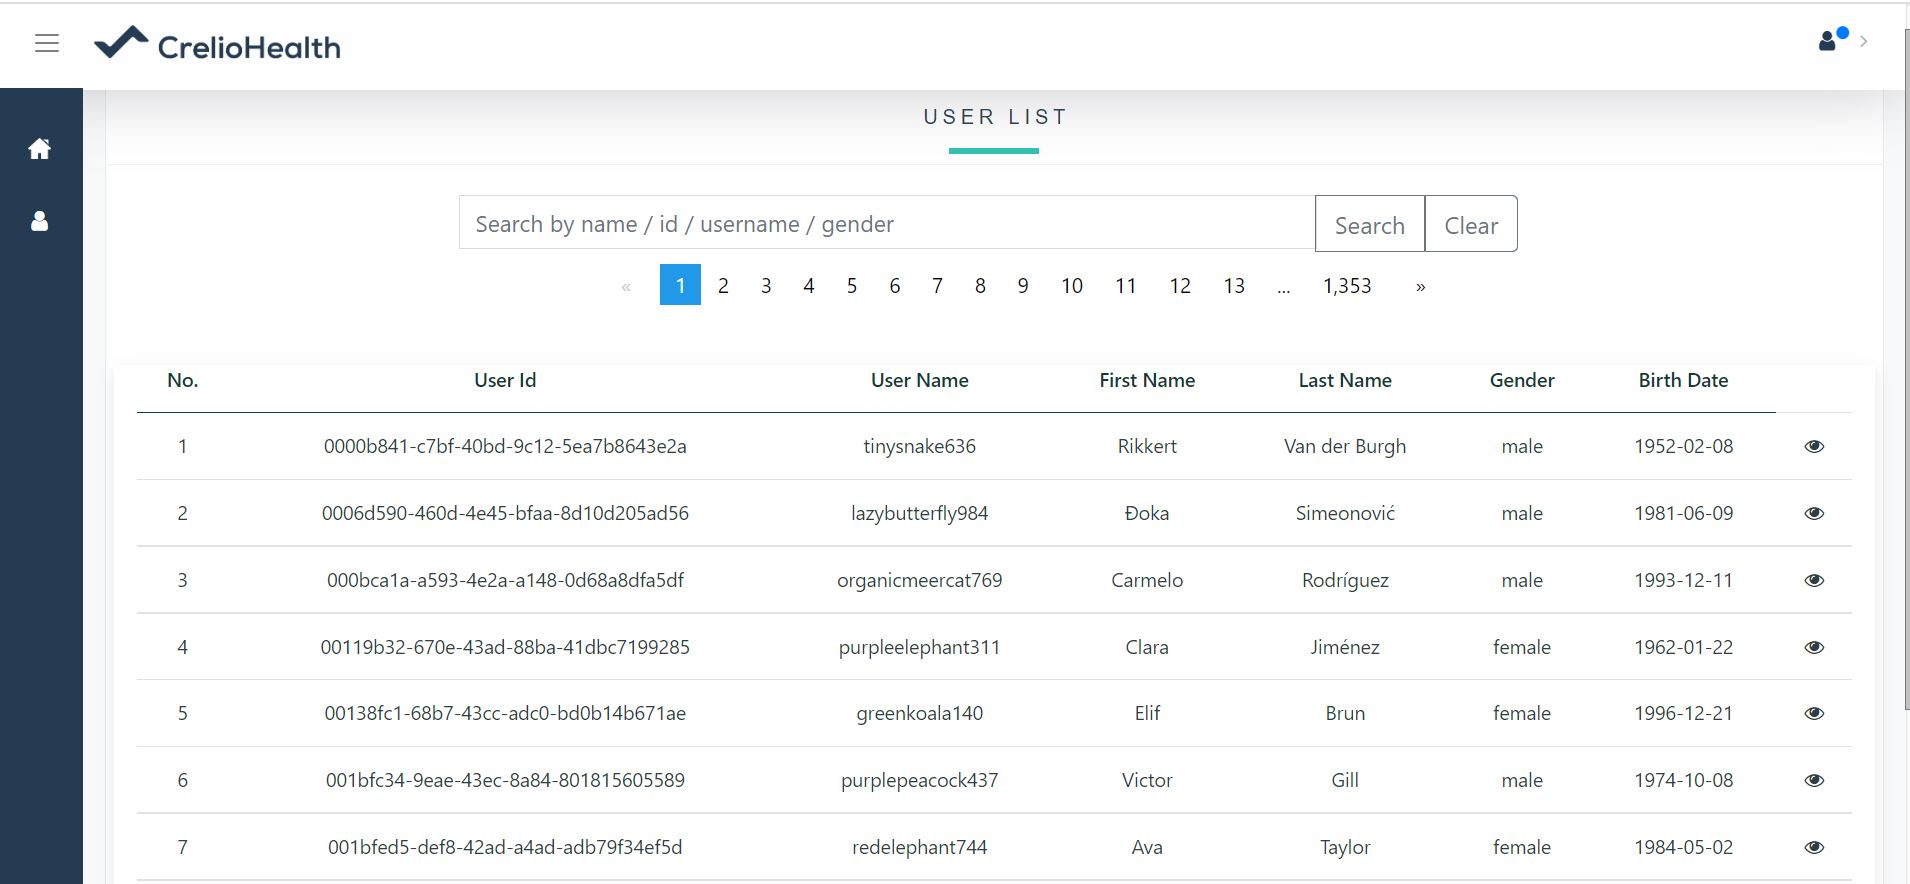 CrelioHealth
USER LIST
Search by name / id / username / gender Search Clear
« 1 2 3 4 5 6 7 8 9 10 11 12 13 ... 1,353 »
No. User Id User Name First Name Last Name Gender Birth Date
1 0000b841-c7bf-40bd-9c12-5ea7b8643e2a tinysnake636 Rikkert Van der Burgh male 1952-02-08
2 0006d590-460d-4e45-bfaa-8d10d205ad56 lazybutterfly984 Đoka Simeonović male 1981-06-09
3 000bca1a-a593-4e2a-a148-0d68a8dfa5df organicmeercat769 Carmelo Rodríguez male 1993-12-11
4 00119b32-670e-43ad-88ba-41dbc7199285 purpleelephant311 Clara Jiménez female 1962-01-22
5 00138fc1-68b7-43cc-adc0-bd0b14b671ae greenkoala140 Elif Brun female 1996-12-21
6 001bfc34-9eae-43ec-8a84-801815605589 purplepeacock437 Victor Gill male 1974-10-08
7 001bfed5-def8-42ad-a4ad-adb79f34ef5d redelephant744 Ava Taylor female 1984-05-02